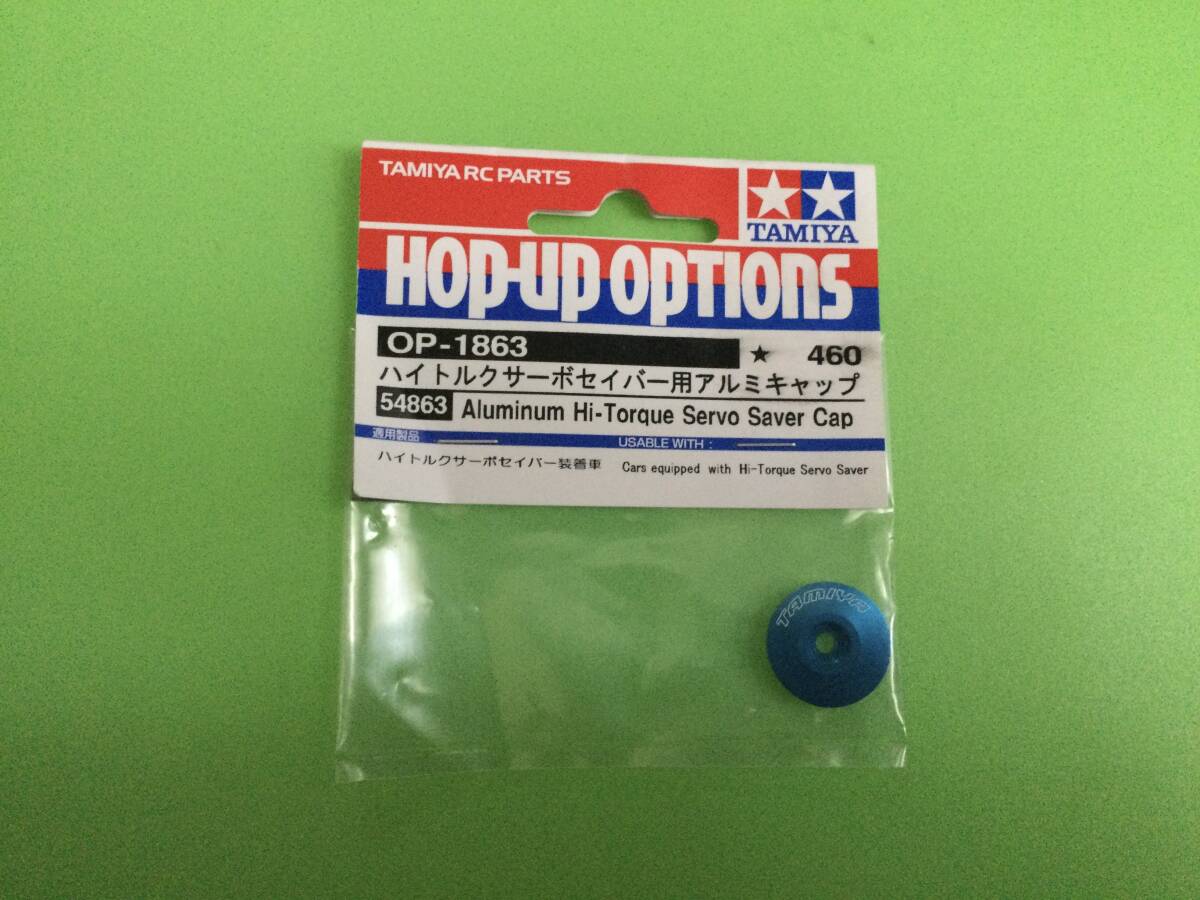 TAMIYA RC PARTS
TAMIYA
HOP-UP OPTIONS
OP-1863 ★ 460
ハイトルクサーボセイバー用アルミキャップ
54863 Aluminum Hi-Torque Servo Saver Cap
適用製品 USABLE WITH :
ハイトルクサーボセイバー装着車 Cars equipped with Hi-Torque Servo Saver
TAMIYA